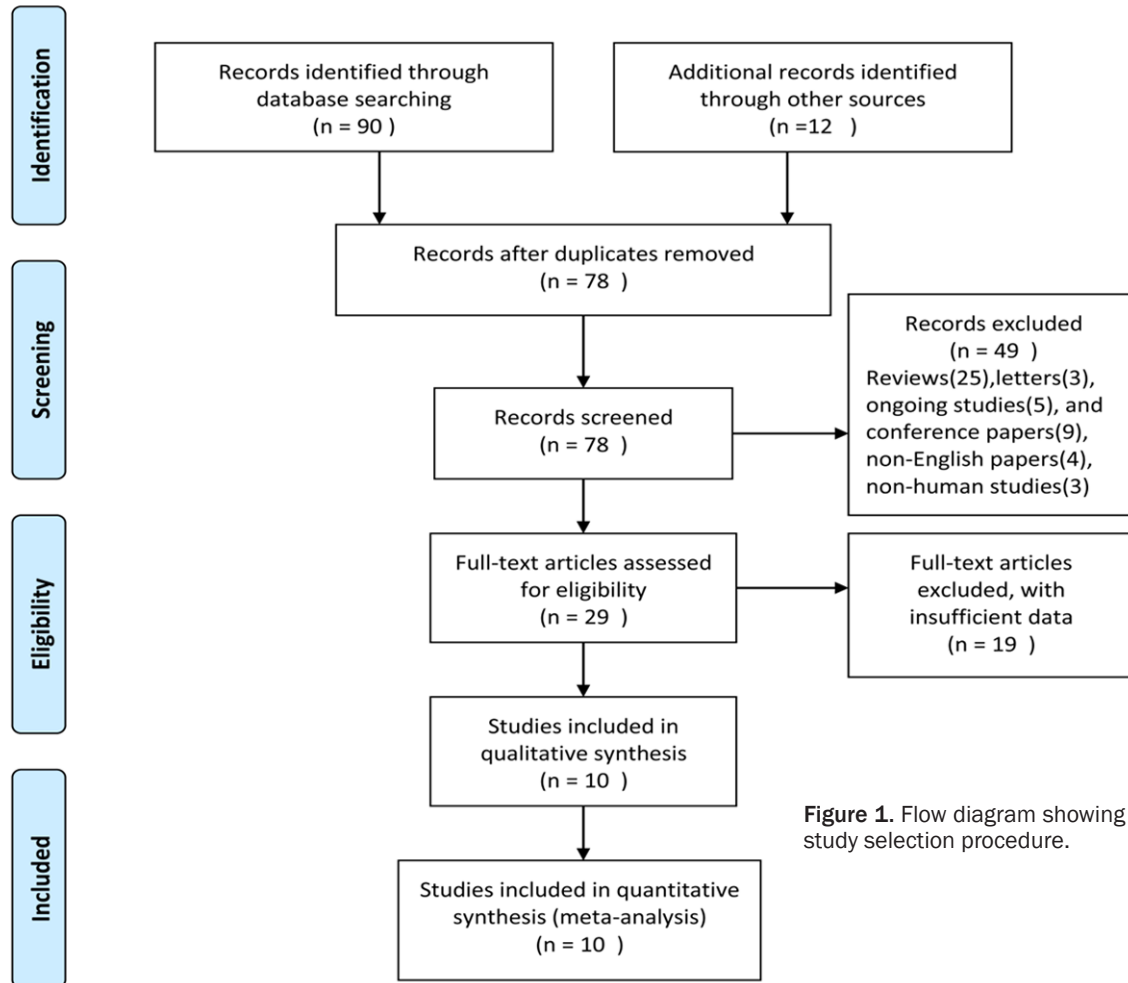 Identification
Records identified through
database searching
(n = 90 )
Additional records identified
through other sources
(n =12 )
Records after duplicates removed
(n = 78 )
Screening
Records screened
(n = 78 )
Records excluded
(n = 49 )
Reviews(25),letters(3),
ongoing studies(5), and
conference papers(9),
non-English papers(4),
non-human studies(3)
Eligibility
Full-text articles assessed
for eligibility
(n = 29 )
Full-text articles
excluded, with
insufficient data
(n = 19 )
Studies included in
qualitative synthesis
(n = 10 )
Included
Studies included in quantitative
synthesis (meta-analysis)
(n = 10 )
Figure 1. Flow diagram showing
study selection procedure.